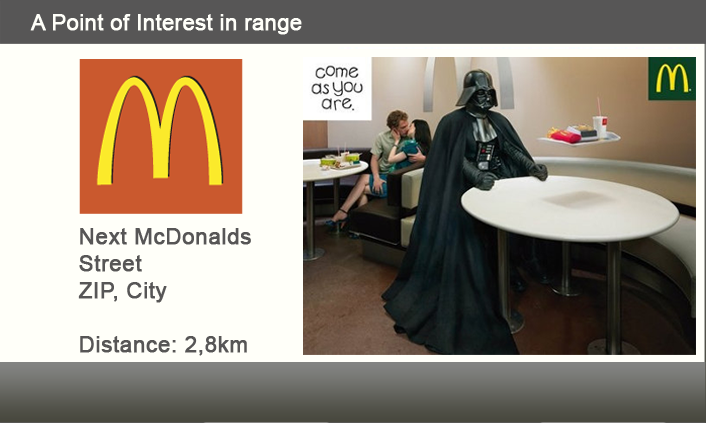 A Point of Interest in range
come
as you
are.
Next McDonalds
Street
ZIP, City
Distance: 2,8km